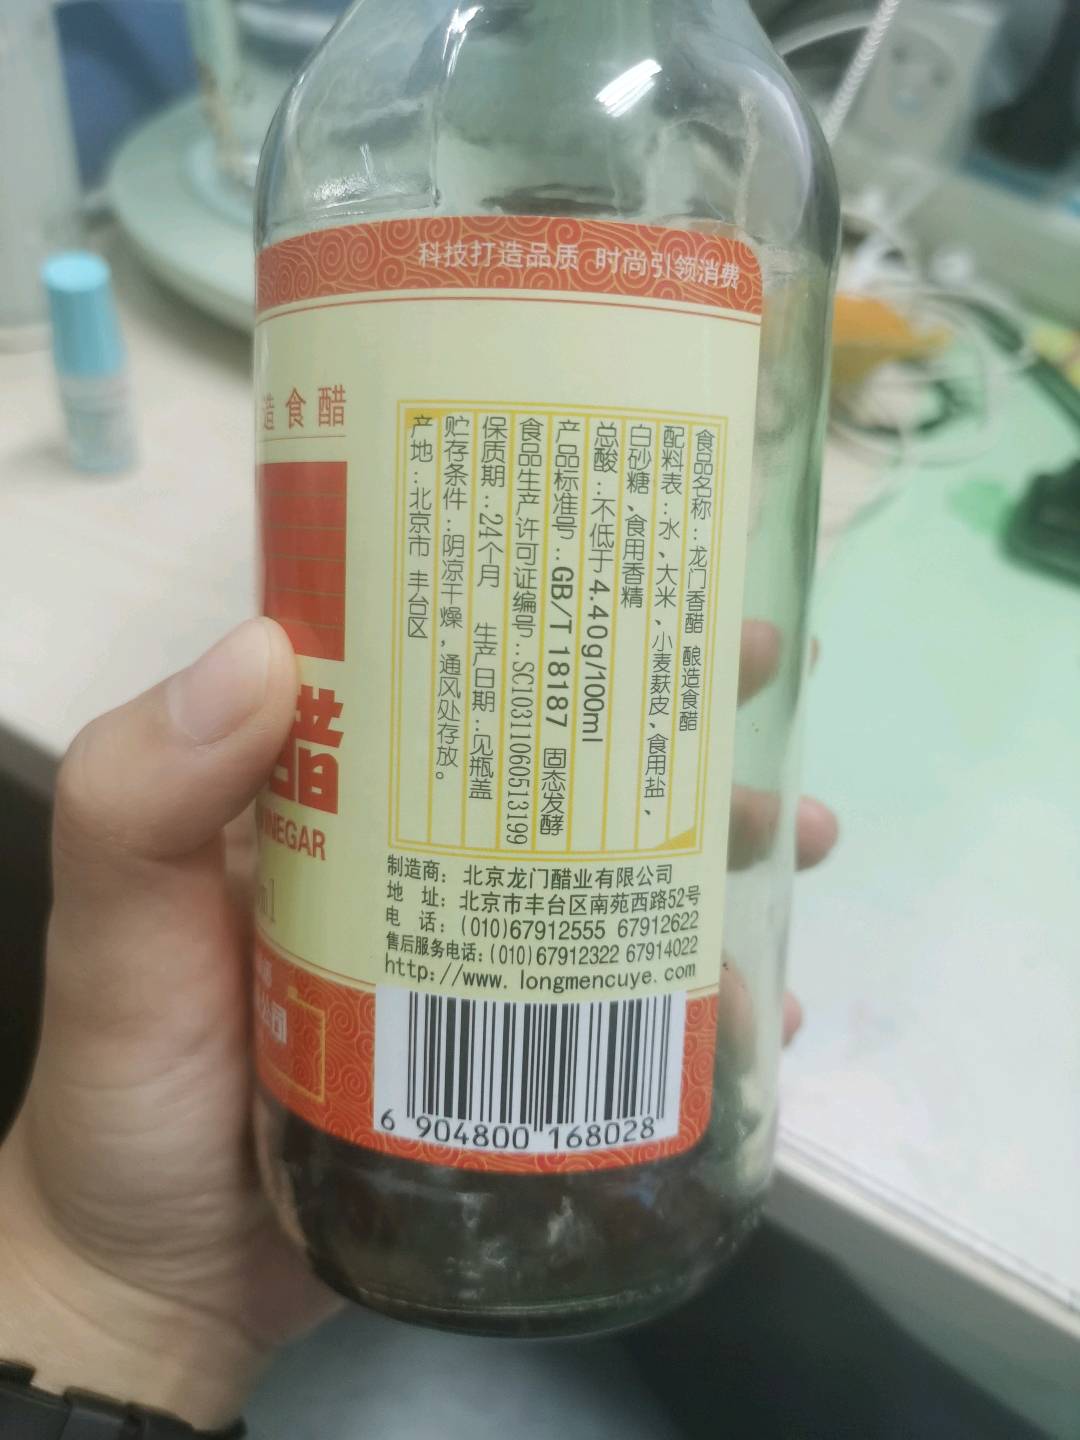 科技打造品质 时尚引领消费
造食醋
醋
VINEGAR
食品名称：龙门香醋 酿造食醋
配料表：水、大米、小麦麸皮、食用盐、
白砂糖、食用香精
总酸：不低于4.40g/100ml
产品标准号：GB/T 18187 固态发酵
食品生产许可证编号：SC10311060513199
保质期：24个月 生产日期：见瓶盖
贮存条件：阴凉干燥，通风处存放。
产地：北京市 丰台区
制造商：北京龙门醋业有限公司
地 址：北京市丰台区南苑西路52号
电 话：(010)67912555 67912622
售后服务电话：(010)67912322 67914022
http://www.longmencuye.com
公司
6 904800 168028